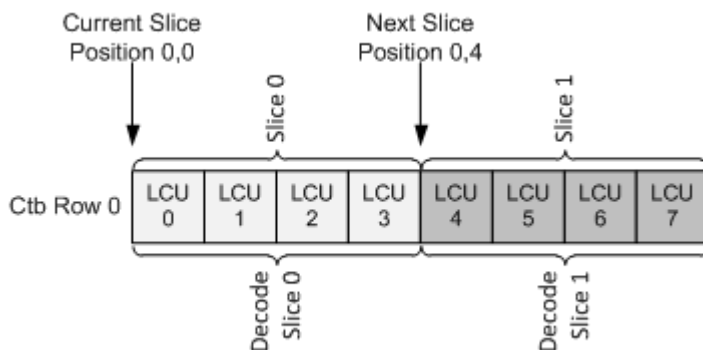 Current Slice
Position 0,0
Next Slice
Position 0,4
Slice 0
Slice 1
Ctb Row 0
LCU
0
LCU
1
LCU
2
LCU
3
LCU
4
LCU
5
LCU
6
LCU
7
Decode
Slice 0
Decode
Slice 1